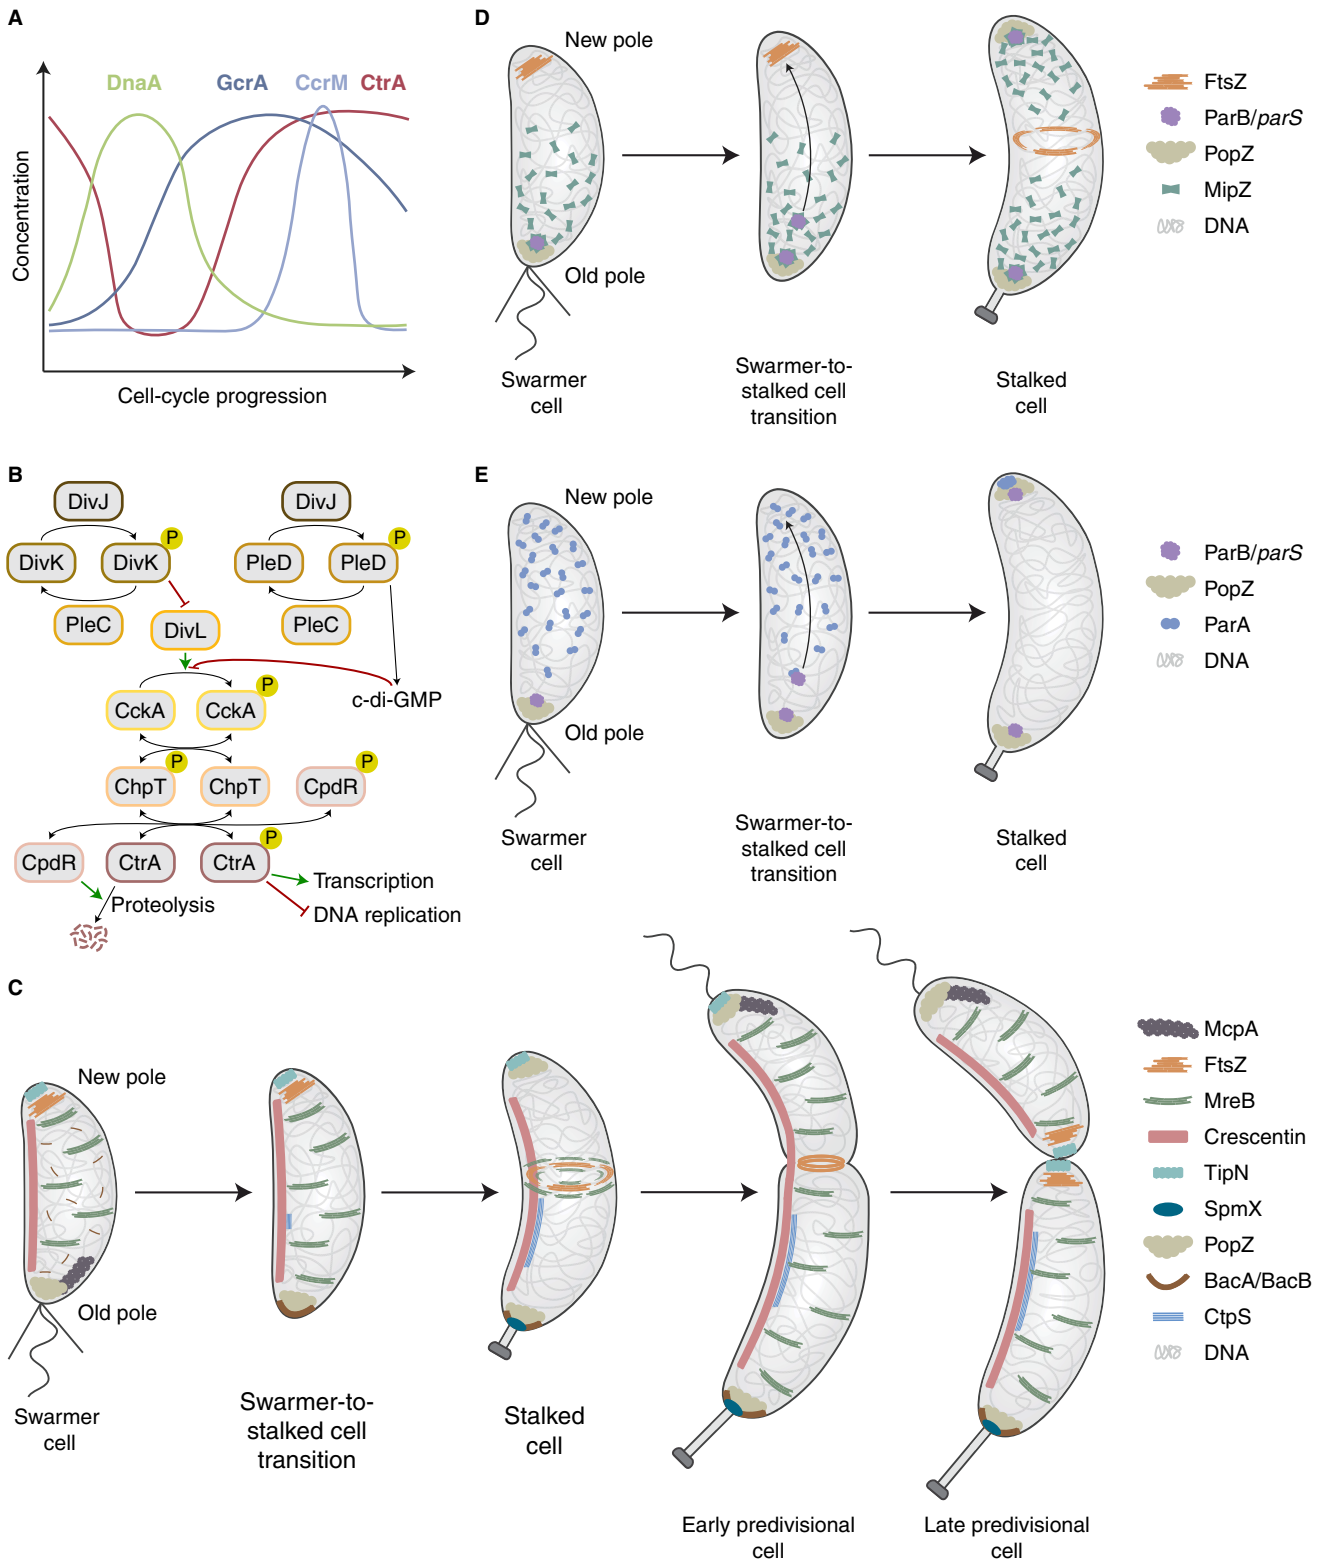 A
DnaA
GcrA
CcrM
CtrA
Concentration
Cell-cycle progression
B
DivJ
DivK
DivK
P
PleC
DivL
DivJ
PleD
PleD
P
PleC
c-di-GMP
CckA
CckA
P
ChpT
P
ChpT
CpdR
P
CpdR
CtrA
CtrA
P
Transcription
Proteolysis
DNA replication
C
New pole
Old pole
Swarmer
cell
Swarmer-to-
stalked cell
transition
Stalked
cell
Early predivisional
cell
Late predivisional
cell
McpA
FtsZ
MreB
Crescentin
TipN
SpmX
PopZ
BacA/BacB
CtpS
DNA
D
New pole
Old pole
Swarmer
cell
Swarmer-to-
stalked cell
transition
Stalked
cell
FtsZ
ParB/parS
PopZ
MipZ
DNA
E
New pole
Old pole
Swarmer
cell
Swarmer-to-
stalked cell
transition
Stalked
cell
ParB/parS
PopZ
ParA
DNA